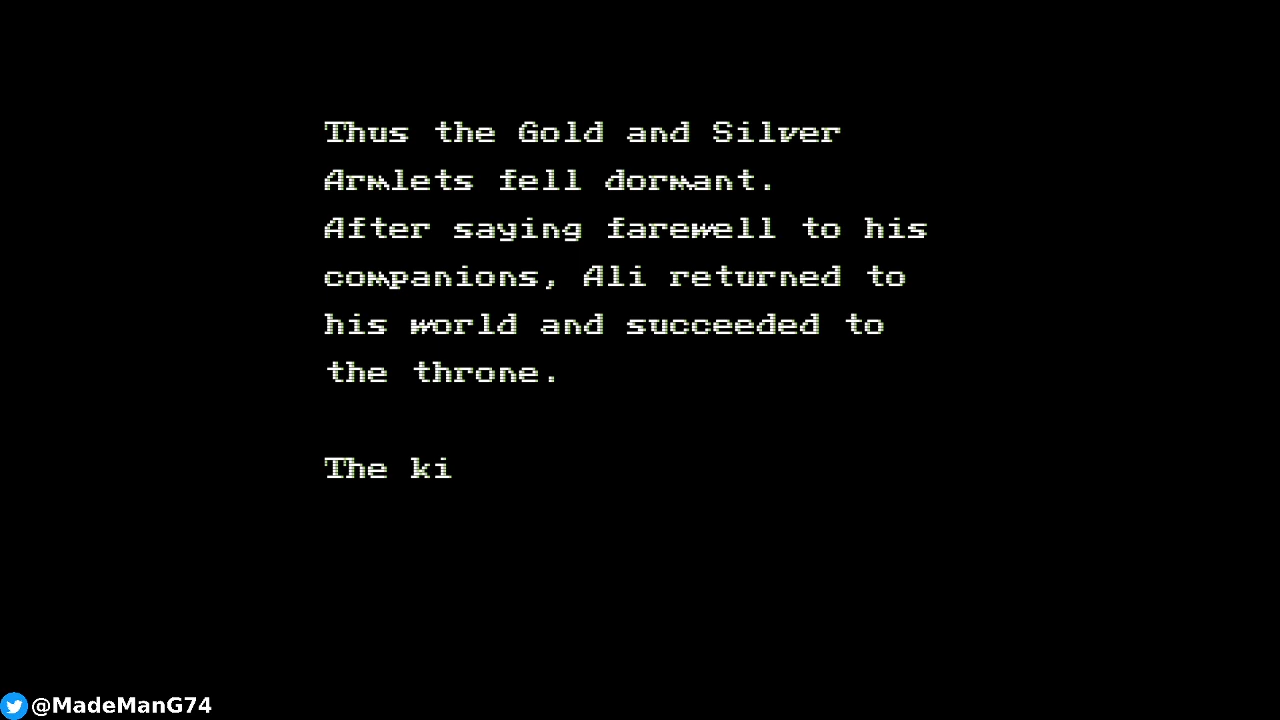 Thus the Gold and Silver
Armlets fell dormant.
After saying farewell to his
companions, Ali returned to
his world and succeeded to
the throne.
The ki
@MadeManG74